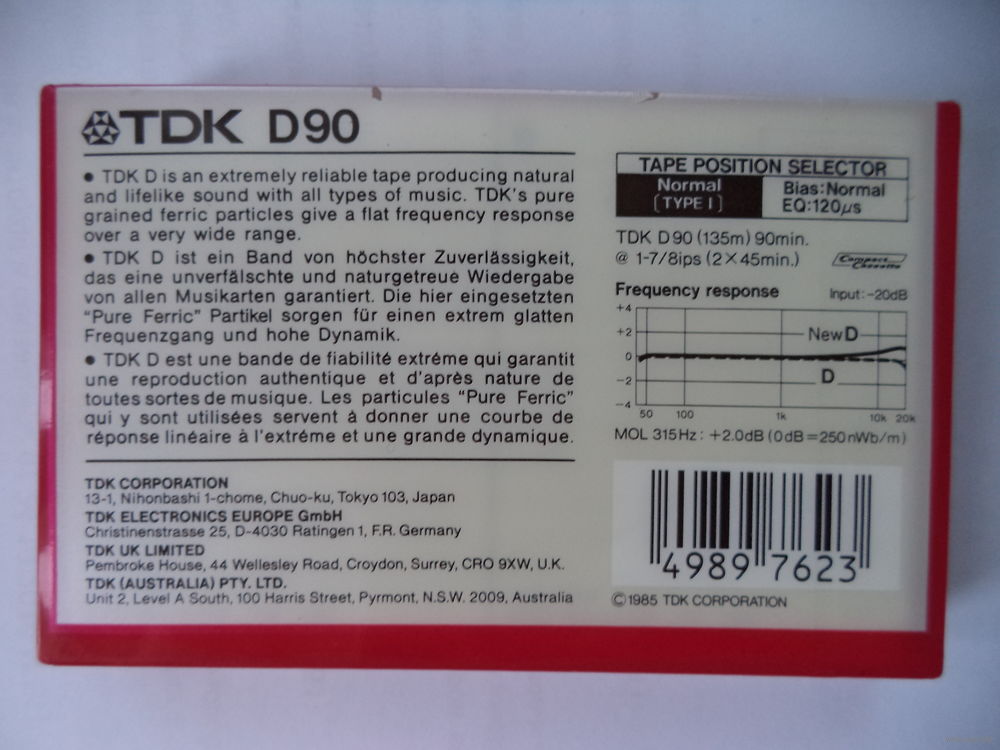 TDK D90
● TDK D is an extremely reliable tape producing natural
and lifelike sound with all types of music. TDK's pure
grained ferric particles give a flat frequency response
over a very wide range.
● TDK D ist ein Band von höchster Zuverlässigkeit,
das eine unverfälschte und naturgetreue Wiedergabe
von allen Musikarten garantiert. Die hier eingesetzten
“Pure Ferric” Partikel sorgen für einen extrem glatten
Frequenzgang und hohe Dynamik.
● TDK D est une bande de fiabilité extréme qui garantit
une reproduction authentique et d'après nature de
toutes sortes de musique. Les particules “Pure Ferric”
qui y sont utilisées servent á donner une courbe de
réponse linéaire à l'extréme et une grande dynamique.
TDK CORPORATION
13-1, Nihonbashi 1-chome, Chuo-ku, Tokyo 103, Japan
TDK ELECTRONICS EUROPE GmbH
Christinenstrasse 25, D-4030 Ratingen 1, F.R. Germany
TDK UK LIMITED
Pembroke House, 44 Wellesley Road, Croydon, Surrey, CRO 9XW, U.K.
TDK (AUSTRALIA) PTY. LTD.
Unit 2, Level A South, 100 Harris Street, Pyrmont, N.S.W. 2009, Australia
TAPE POSITION SELECTOR
Normal
(TYPE I)
Bias:Normal
EQ:120µs
TDK D90 (135m) 90min.
@ 1-7/8ips (2×45min.)
Compact Cassette
Frequency response
Input:-20dB
+4
+2
0
-2
-4
New D
D
50 100 1k 10k 20k
MOL 315Hz: +2.0dB (0dB=250nWb/m)
4989 7623
©1985 TDK CORPORATION